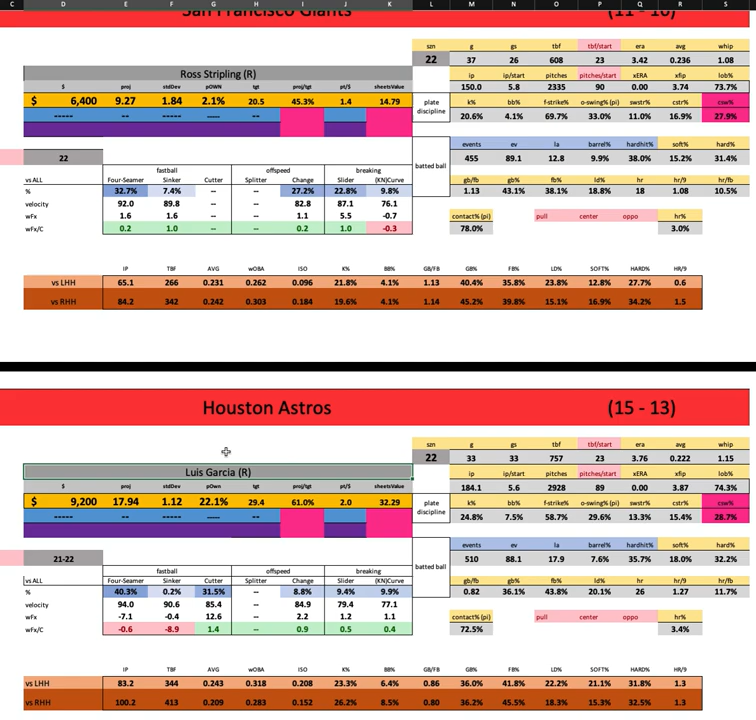 C D E F G H I J K L M N O P Q R S
San Francisco Giants (11 - 16)
szn g gs tbf tbf/start era avg whip
22 37 26 608 23 3.42 0.236 1.08
Ross Stripling (R)
ip ip/start pitches pitches/start xERA xfip lob%
$ proj stdDev pOWN tgt proj/tgt pt/$ sheetsValue
150.0 5.8 2335 90 0.00 3.74 73.7%
$ 6,400 9.27 1.84 2.1% 20.5 45.3% 1.4 14.79
plate discipline
k% bb% f-strike% o-swing% (pi) swstr% cstr% csw%
----- -- ----- -- ---- --
20.6% 4.1% 69.7% 33.0% 11.0% 16.9% 27.9%
batted ball
events ev la barrel% hardhit% soft% hard%
22
455 89.1 12.8 9.9% 38.0% 15.2% 31.4%
fastball offspeed breaking
vs ALL Four-Seamer Sinker Cutter Splitter Change Slider (KN)Curve
gb/fb gb% fb% ld% hr hr/9 hr/fb
% 32.7% 7.4% -- -- 27.2% 22.8% 9.8%
1.13 43.1% 38.1% 18.8% 18 1.08 10.5%
velocity 92.0 89.8 -- -- 82.8 87.1 76.1
wFx 1.6 1.6 -- -- 1.1 5.5 -0.7
contact% (pi) pull center oppo hr%
wFx/C 0.2 1.0 -- -- 0.2 1.0 -0.3
78.0% 3.0%
IP TBF AVG wOBA ISO K% BB% GB/FB GB% FB% LD% SOFT% HARD% HR/9
vs LHH 65.1 266 0.231 0.262 0.096 21.8% 4.1% 1.13 40.4% 35.8% 23.8% 12.8% 27.7% 0.6
vs RHH 84.2 342 0.242 0.303 0.184 19.6% 4.1% 1.14 45.2% 39.8% 15.1% 16.9% 34.2% 1.5
Houston Astros (15 - 13)
szn g gs tbf tbf/start era avg whip
22 33 33 757 23 3.76 0.222 1.15
Luis Garcia (R)
ip ip/start pitches pitches/start xERA xfip lob%
$ proj stdDev pOwn tgt proj/tgt pt/$ sheetsValue
184.1 5.6 2928 89 0.00 3.87 74.3%
$ 9,200 17.94 1.12 22.1% 29.4 61.0% 2.0 32.29
plate discipline
k% bb% f-strike% o-swing% (pi) swstr% cstr% csw%
----- -- ----- -- ---- --
24.8% 7.5% 58.7% 29.6% 13.3% 15.4% 28.7%
batted ball
events ev la barrel% hardhit% soft% hard%
21-22
510 88.1 17.9 7.6% 35.7% 18.0% 32.2%
fastball offspeed breaking
vs ALL Four-Seamer Sinker Cutter Splitter Change Slider (KN)Curve
gb/fb gb% fb% ld% hr hr/9 hr/fb
% 40.3% 0.2% 31.5% -- 8.8% 9.4% 9.9%
0.82 36.1% 43.8% 20.1% 26 1.27 11.7%
velocity 94.0 90.6 85.4 -- 84.9 79.4 77.1
wFx -7.1 -0.4 12.6 -- 2.2 1.2 1.1
contact% (pi) pull center oppo hr%
wFx/C -0.6 -8.9 1.4 -- 0.9 0.5 0.4
72.5% 3.4%
IP TBF AVG wOBA ISO K% BB% GB/FB GB% FB% LD% SOFT% HARD% HR/9
vs LHH 83.2 344 0.243 0.318 0.208 23.3% 6.4% 0.86 36.0% 41.8% 22.2% 21.1% 31.8% 1.3
vs RHH 100.2 413 0.209 0.283 0.152 26.2% 8.5% 0.80 36.2% 45.5% 18.3% 15.3% 32.5% 1.3